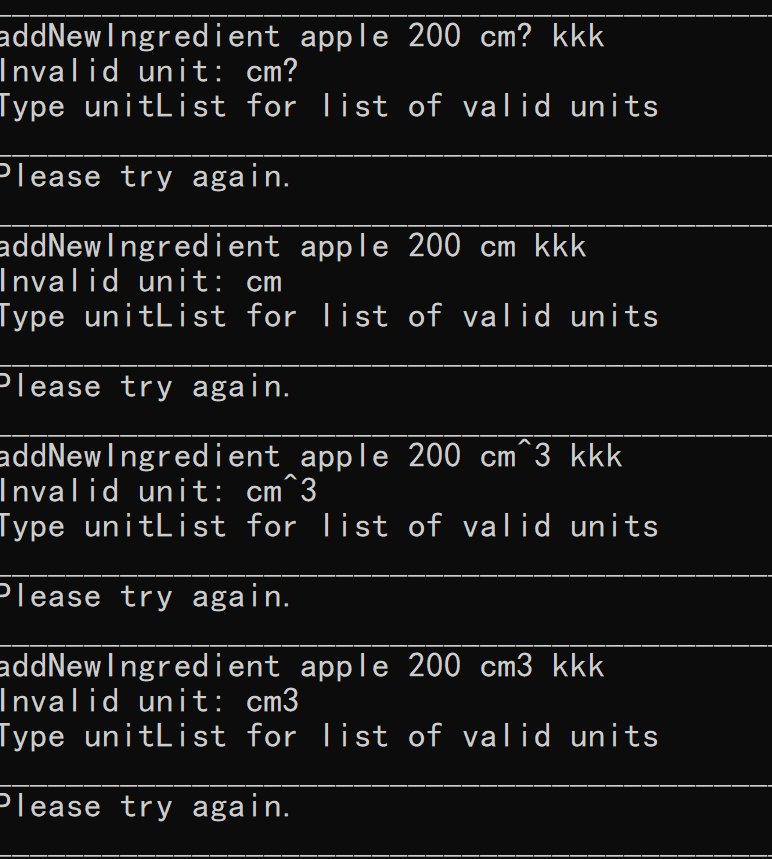 addNewIngredient apple 200 cm? kkk
Invalid unit: cm?
Type unitList for list of valid units
Please try again.
addNewIngredient apple 200 cm kkk
Invalid unit: cm
Type unitList for list of valid units
Please try again.
addNewIngredient apple 200 cm^3 kkk
Invalid unit: cm^3
Type unitList for list of valid units
Please try again.
addNewIngredient apple 200 cm3 kkk
Invalid unit: cm3
Type unitList for list of valid units
Please try again.